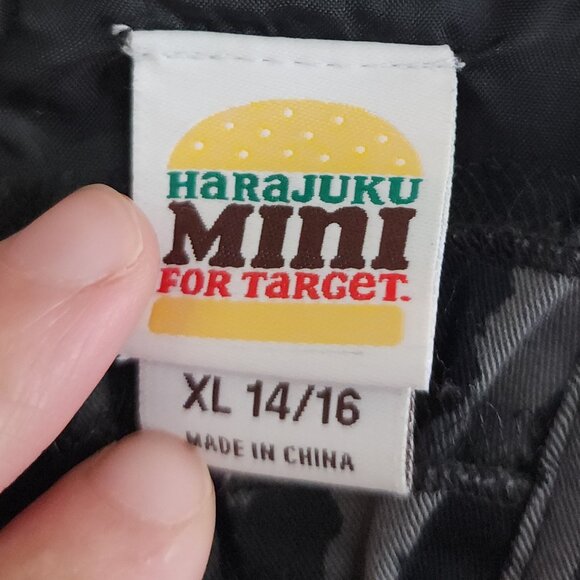 HaRaJUKU
MINI
FOR TaRGeT.
XL 14/16
MADE IN CHINA